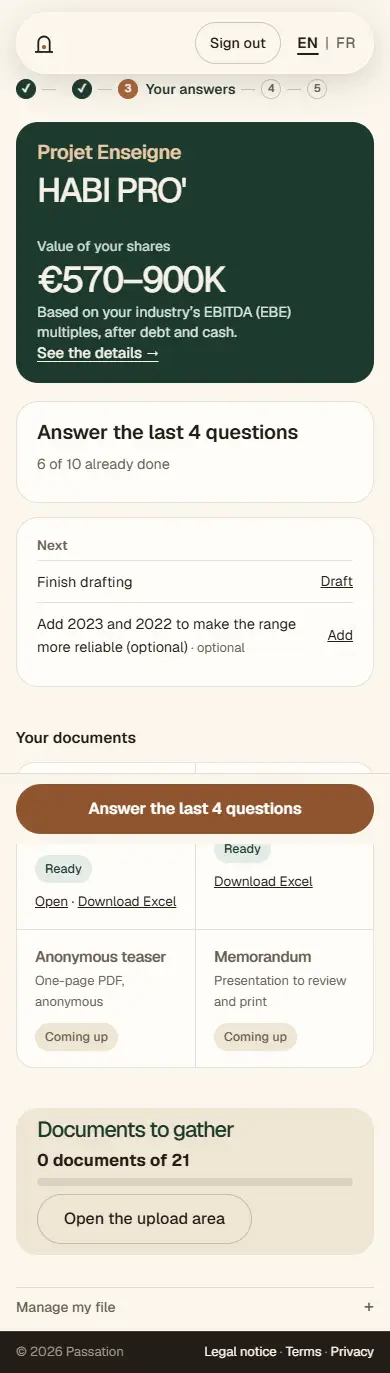 Sign out
EN | FR
3 Your answers 4 5
Projet Enseigne
HABI PRO'
Value of your shares
€570–900K
Based on your industry's EBITDA (EBE)
multiples, after debt and cash.
See the details →
Answer the last 4 questions
6 of 10 already done
Next
Finish drafting
Draft
Add 2023 and 2022 to make the range
more reliable (optional) · optional
Add
Your documents
Answer the last 4 questions
Ready
Open · Download Excel
Ready
Download Excel
Anonymous teaser
One-page PDF,
anonymous
Coming up
Memorandum
Presentation to review
and print
Coming up
Documents to gather
0 documents of 21
Open the upload area
Manage my file +
© 2026 Passation
Legal notice · Terms · Privacy